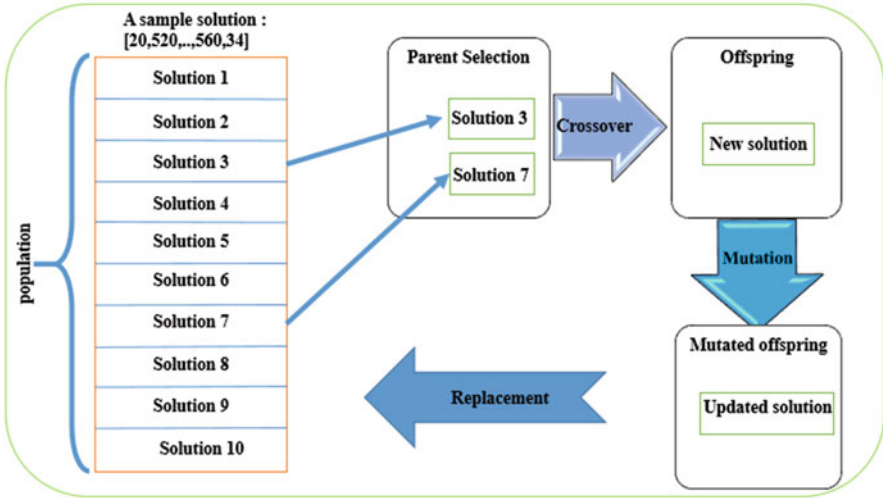 A sample solution :
[20,520,..,560,34]
population
Solution 1
Solution 2
Solution 3
Solution 4
Solution 5
Solution 6
Solution 7
Solution 8
Solution 9
Solution 10
Parent Selection
Solution 3
Solution 7
Crossover
Offspring
New solution
Mutation
Mutated offspring
Updated solution
Replacement